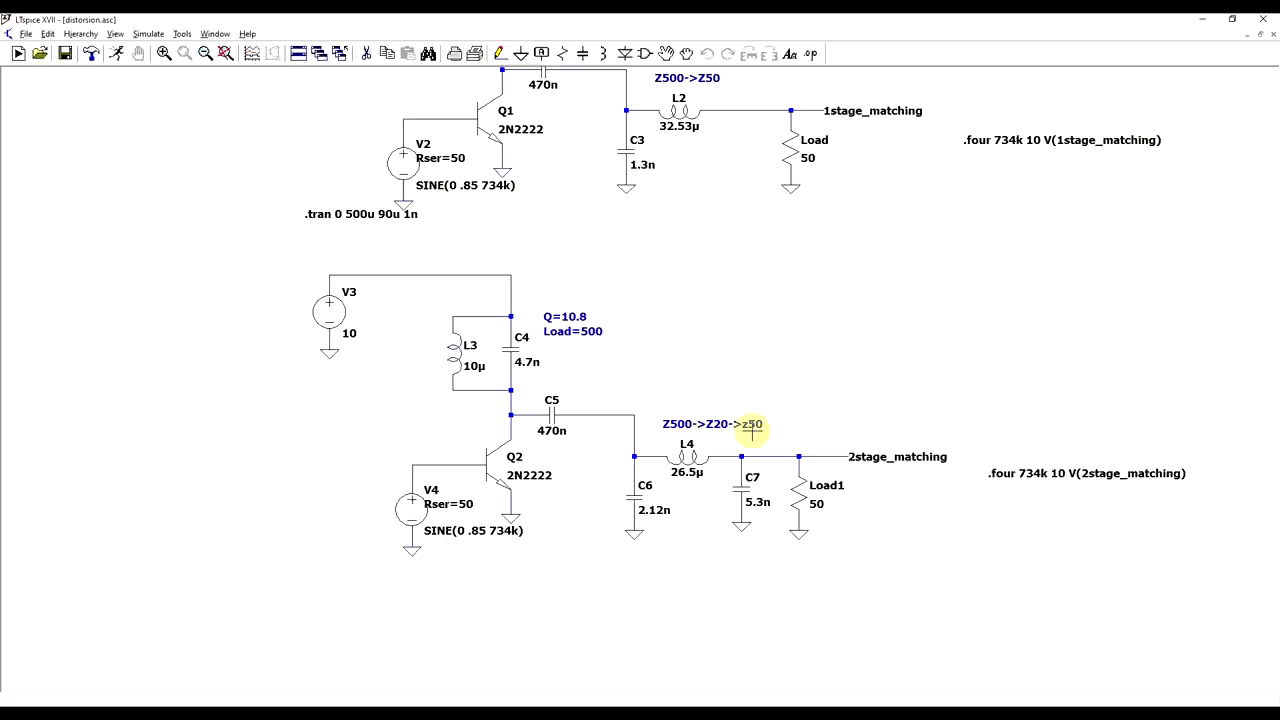 LTspice XVII - [distorsion.asc]
File Edit Hierarchy View Simulate Tools Window Help
470n
Z500->Z50
L2
32.53µ
1stage_matching
Q1
2N2222
C3
1.3n
Load
50
.four 734k 10 V(1stage_matching)
V2
Rser=50
SINE(0 .85 734k)
.tran 0 500u 90u 1n
V3
10
Q=10.8
Load=500
L3
10µ
C4
4.7n
C5
470n
Z500->Z20->z50
L4
26.5µ
2stage_matching
Q2
2N2222
C6
2.12n
C7
5.3n
Load1
50
.four 734k 10 V(2stage_matching)
V4
Rser=50
SINE(0 .85 734k)